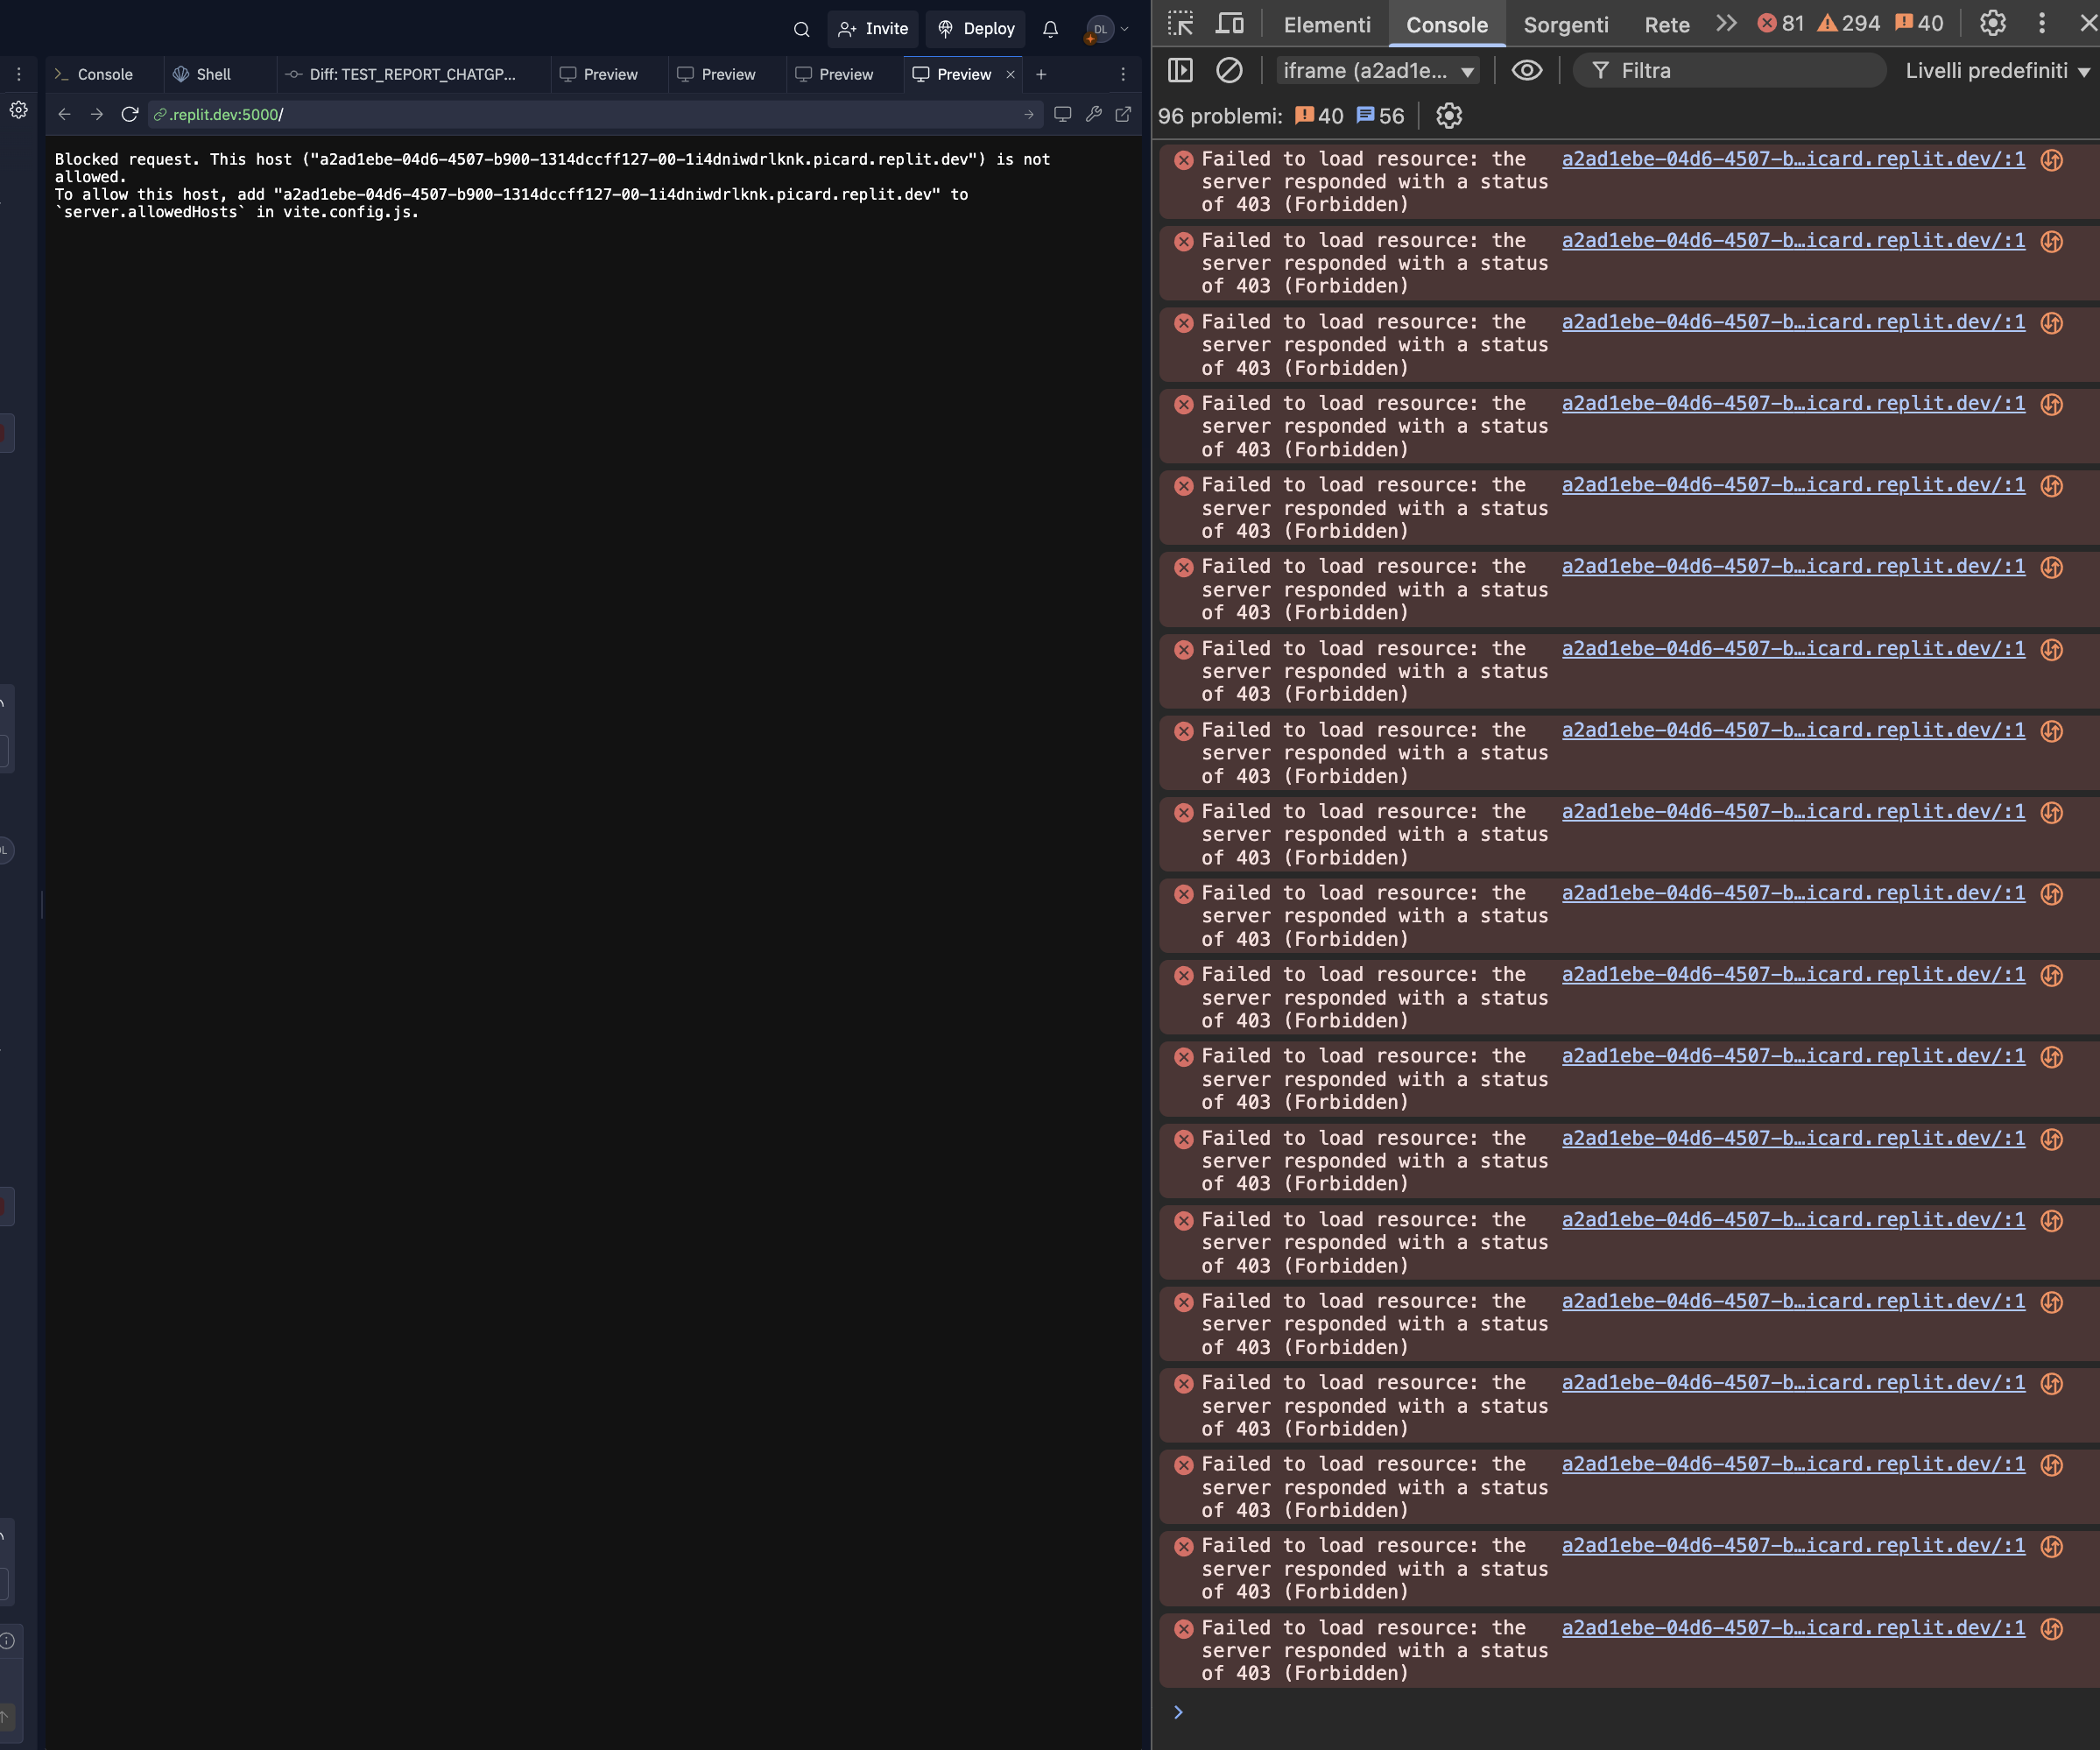 Invite
Deploy
DL
Console
Shell
Diff: TEST_REPORT_CHATGP...
Preview
Preview
Preview
Preview
.replit.dev:5000/
Blocked request. This host ("a2ad1ebe-04d6-4507-b900-1314dccff127-00-1i4dniwdrlknk.picard.replit.dev") is not
allowed.
To allow this host, add "a2ad1ebe-04d6-4507-b900-1314dccff127-00-1i4dniwdrlknk.picard.replit.dev" to
`server.allowedHosts` in vite.config.js.
Elementi
Console
Sorgenti
Rete
81
294
40
iframe (a2ad1e...
Filtra
Livelli predefiniti
96 problemi: 40 56
Failed to load resource: the a2ad1ebe-04d6-4507-b…icard.replit.dev/:1
server responded with a status
of 403 (Forbidden)
Failed to load resource: the a2ad1ebe-04d6-4507-b…icard.replit.dev/:1
server responded with a status
of 403 (Forbidden)
Failed to load resource: the a2ad1ebe-04d6-4507-b…icard.replit.dev/:1
server responded with a status
of 403 (Forbidden)
Failed to load resource: the a2ad1ebe-04d6-4507-b…icard.replit.dev/:1
server responded with a status
of 403 (Forbidden)
Failed to load resource: the a2ad1ebe-04d6-4507-b…icard.replit.dev/:1
server responded with a status
of 403 (Forbidden)
Failed to load resource: the a2ad1ebe-04d6-4507-b…icard.replit.dev/:1
server responded with a status
of 403 (Forbidden)
Failed to load resource: the a2ad1ebe-04d6-4507-b…icard.replit.dev/:1
server responded with a status
of 403 (Forbidden)
Failed to load resource: the a2ad1ebe-04d6-4507-b…icard.replit.dev/:1
server responded with a status
of 403 (Forbidden)
Failed to load resource: the a2ad1ebe-04d6-4507-b…icard.replit.dev/:1
server responded with a status
of 403 (Forbidden)
Failed to load resource: the a2ad1ebe-04d6-4507-b…icard.replit.dev/:1
server responded with a status
of 403 (Forbidden)
Failed to load resource: the a2ad1ebe-04d6-4507-b…icard.replit.dev/:1
server responded with a status
of 403 (Forbidden)
Failed to load resource: the a2ad1ebe-04d6-4507-b…icard.replit.dev/:1
server responded with a status
of 403 (Forbidden)
Failed to load resource: the a2ad1ebe-04d6-4507-b…icard.replit.dev/:1
server responded with a status
of 403 (Forbidden)
Failed to load resource: the a2ad1ebe-04d6-4507-b…icard.replit.dev/:1
server responded with a status
of 403 (Forbidden)
Failed to load resource: the a2ad1ebe-04d6-4507-b…icard.replit.dev/:1
server responded with a status
of 403 (Forbidden)
Failed to load resource: the a2ad1ebe-04d6-4507-b…icard.replit.dev/:1
server responded with a status
of 403 (Forbidden)
Failed to load resource: the a2ad1ebe-04d6-4507-b…icard.replit.dev/:1
server responded with a status
of 403 (Forbidden)
Failed to load resource: the a2ad1ebe-04d6-4507-b…icard.replit.dev/:1
server responded with a status
of 403 (Forbidden)
Failed to load resource: the a2ad1ebe-04d6-4507-b…icard.replit.dev/:1
server responded with a status
of 403 (Forbidden)